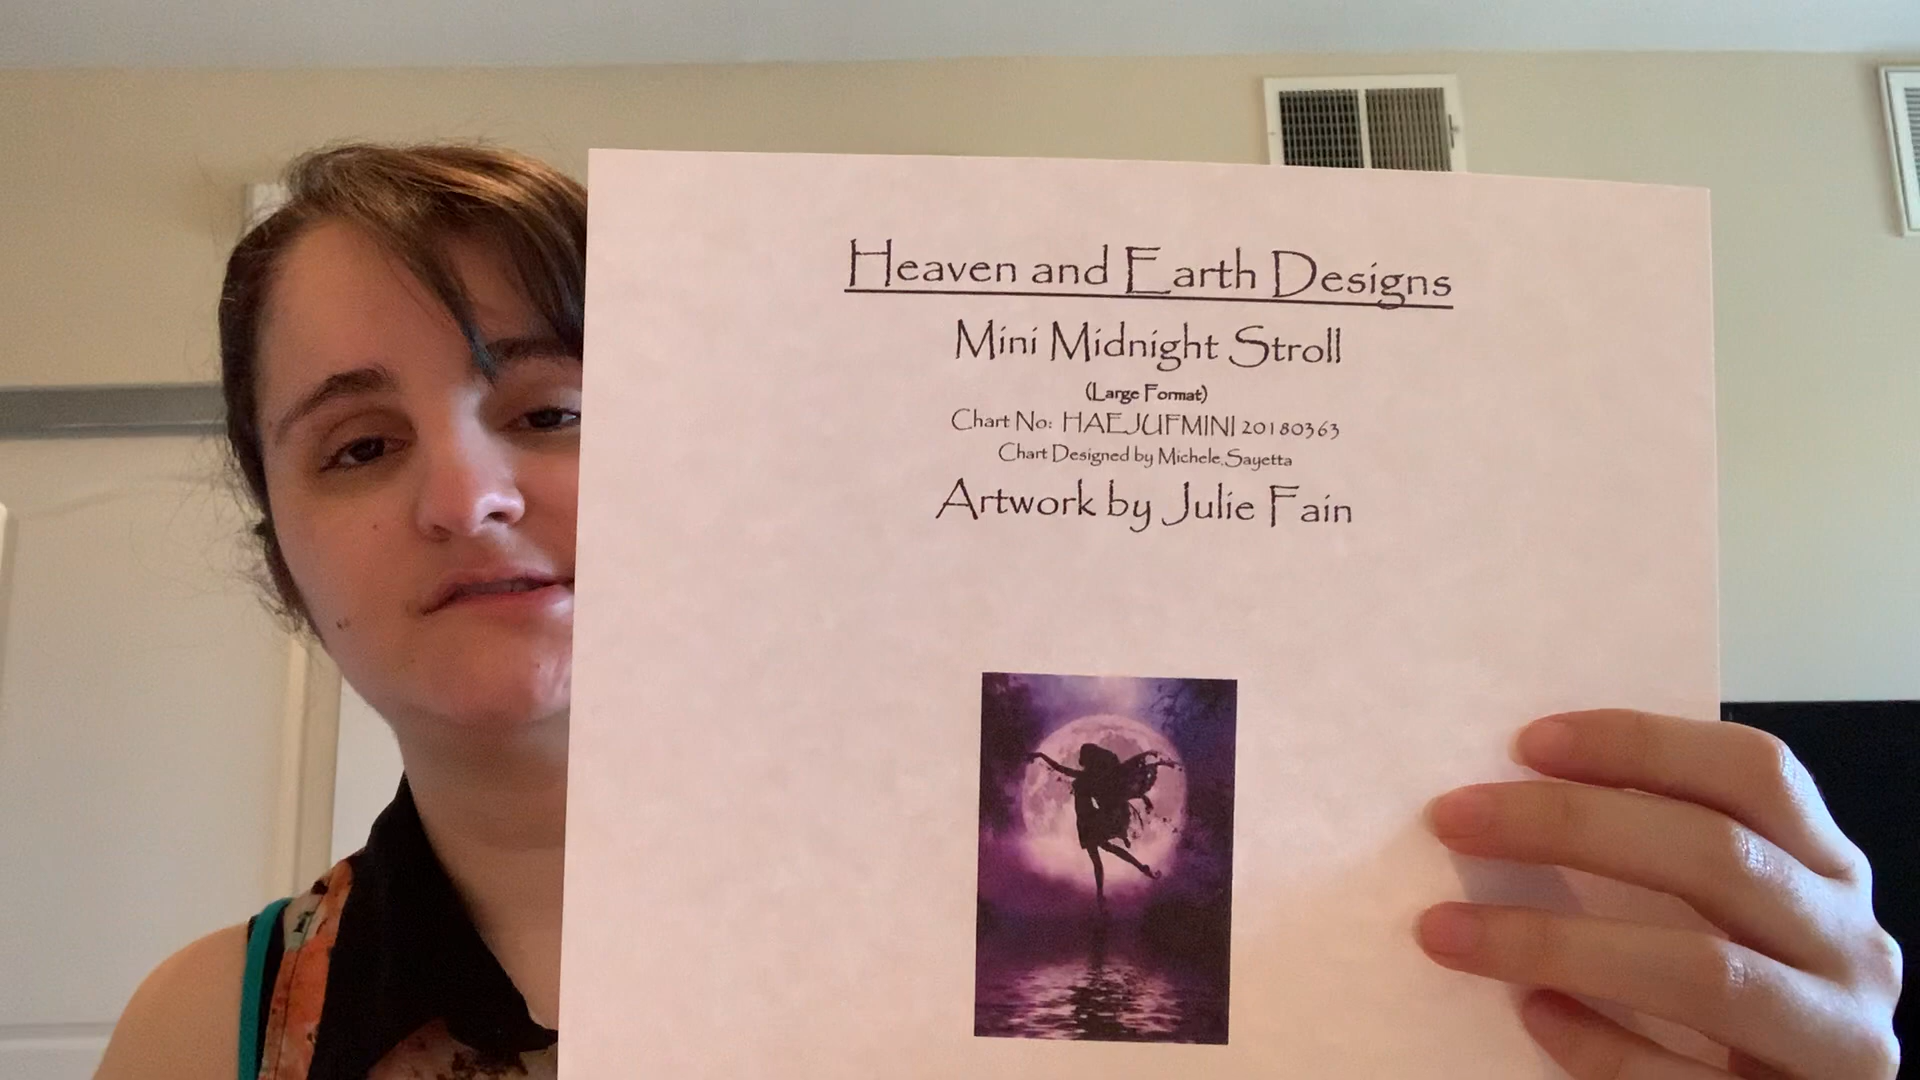 Heaven and Earth Designs
Mini Midnight Stroll
(Large Format)
Chart No: HAEJUFMINI 20180363
Chart Designed by Michele Sayetta
Artwork by Julie Fain